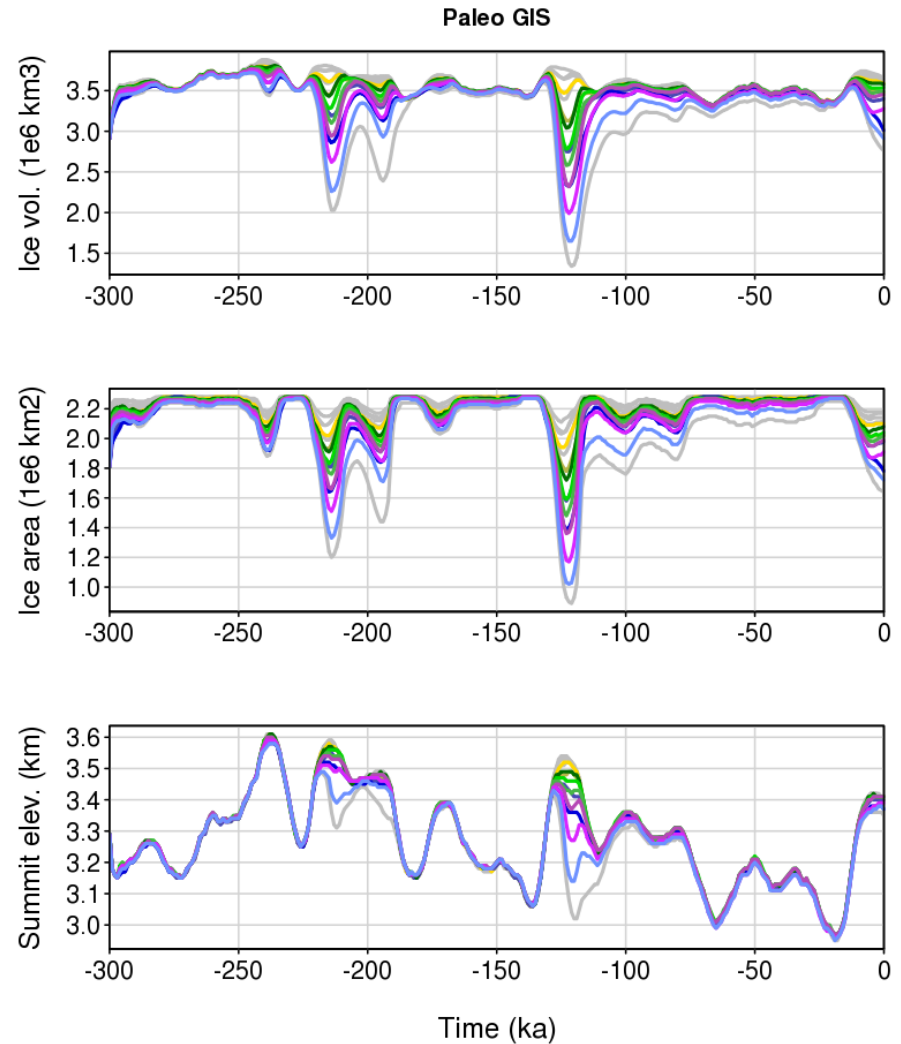 Paleo GIS
Ice vol. (1e6 km3)
3.5
3.0
2.5
2.0
1.5
-300 -250 -200 -150 -100 -50 0
Ice area (1e6 km2)
2.2
2.0
1.8
1.6
1.4
1.2
1.0
-300 -250 -200 -150 -100 -50 0
Summit elev. (km)
3.6
3.5
3.4
3.3
3.2
3.1
3.0
-300 -250 -200 -150 -100 -50 0
Time (ka)